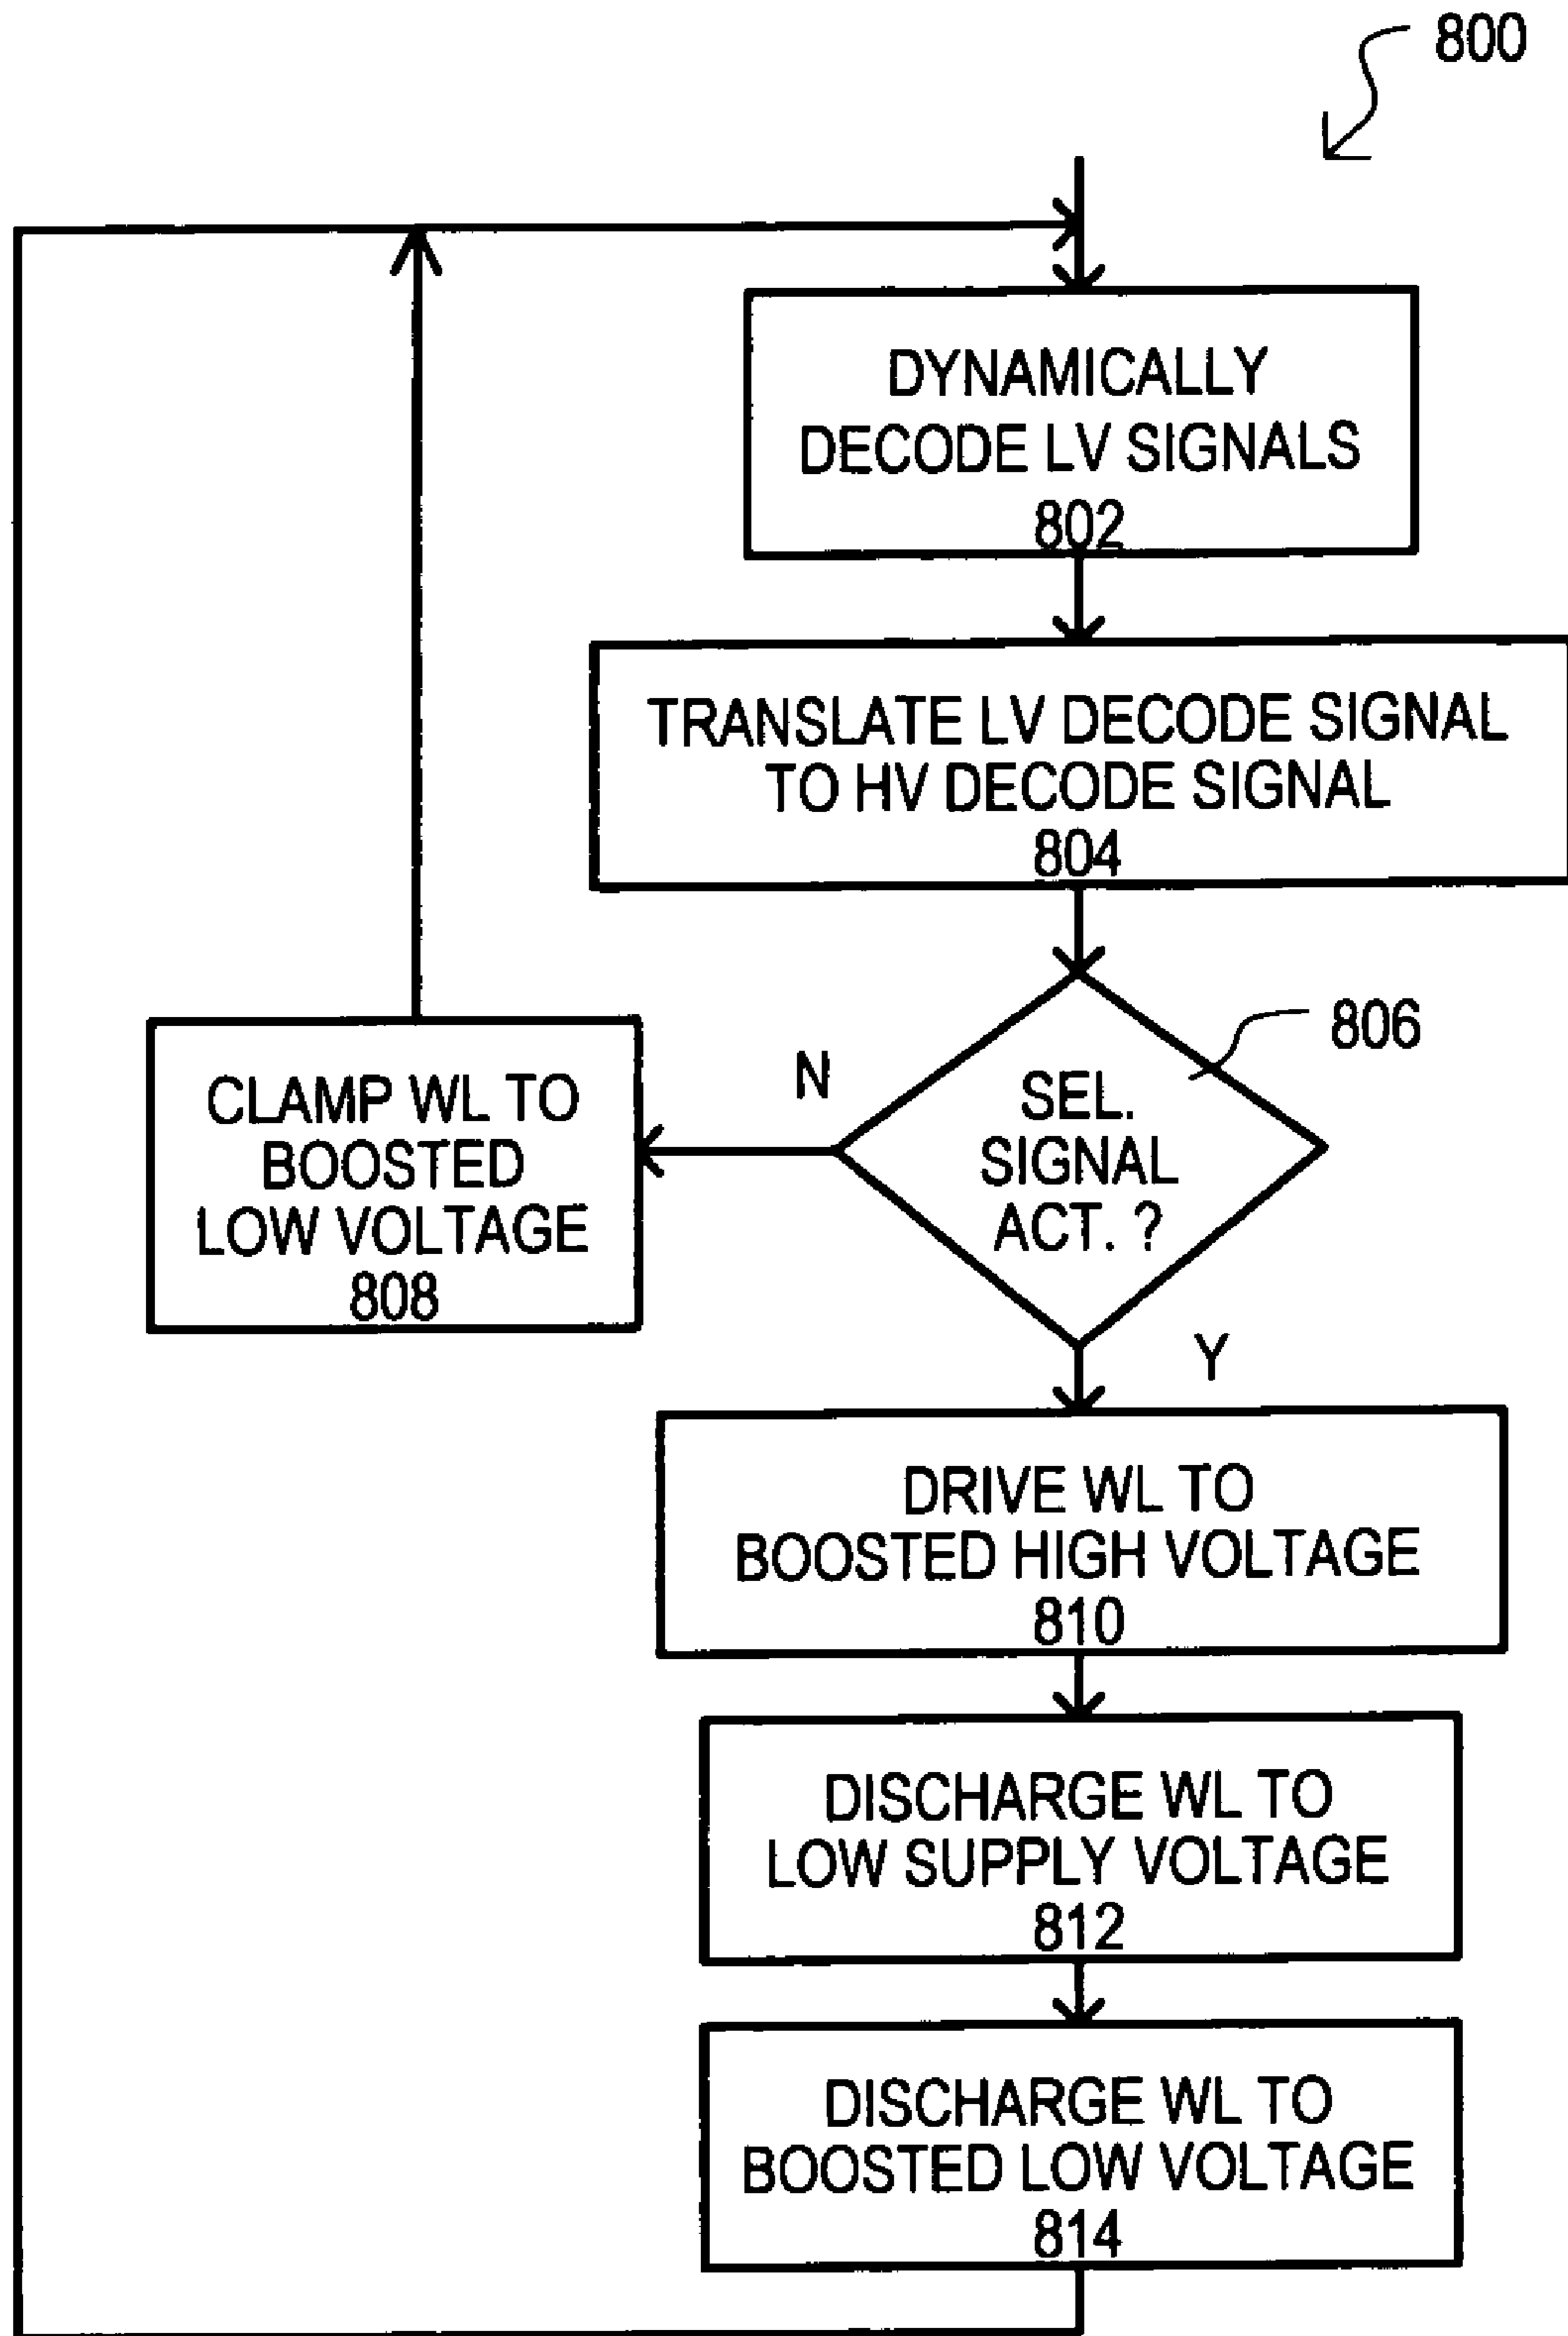 800
DYNAMICALLY
DECODE LV SIGNALS
802
TRANSLATE LV DECODE SIGNAL
TO HV DECODE SIGNAL
804
806
N
SEL.
SIGNAL
ACT. ?
CLAMP WL TO
BOOSTED
LOW VOLTAGE
808
Y
DRIVE WL TO
BOOSTED HIGH VOLTAGE
810
DISCHARGE WL TO
LOW SUPPLY VOLTAGE
812
DISCHARGE WL TO
BOOSTED LOW VOLTAGE
814